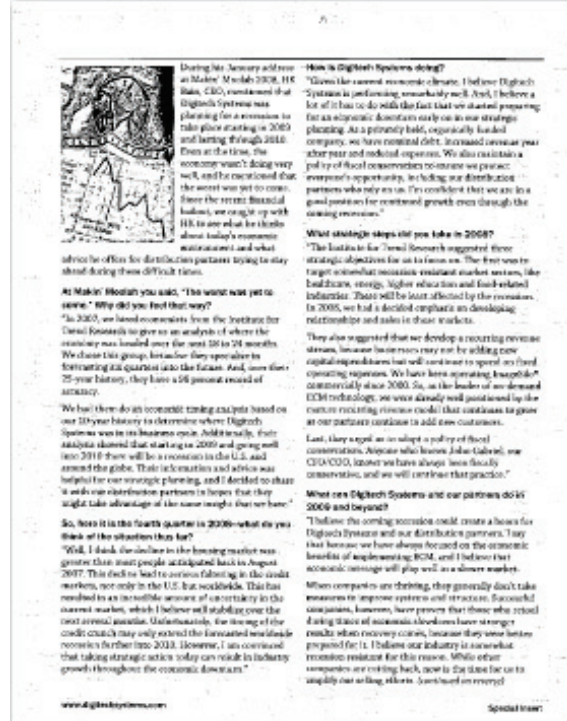 During his January address
at Makin' Moolah 2008, HK
Bain, CEO, mentioned that
Digitech Systems was
planning for a recession to
take place starting in 2009
and lasting through 2010.
Even at the time, the
economy wasn't doing very
well, and he mentioned that
the worst was yet to come.
Since the recent financial
bailout, we caught up with
HK to see what he thinks
about today's economic
environment and what
advice he offers for distribution partners trying to stay
ahead during these difficult times.
At Makin' Moolah you said, "The worst was yet to
come." Why did you feel that way?
"In 2007, we hired economists from the Institute for
Trend Research to give us an analysis of where the
economy was headed over the next 18 to 24 months.
We chose this group, because they specialize in
forecasting six quarters into the future. And, over their
25-year history, they have a 96 percent record of
accuracy.
We had them do an economic timing analysis based on
our 10-year history to determine where Digitech
Systems was in its business cycle. Additionally, their
analysis showed that starting in 2009 and going well
into 2010 there will be a recession in the U.S. and
around the globe. Their information and advice was
helpful for our strategic planning, and I decided to share
it with our distribution partners in hopes that they
might take advantage of the same insight that we have."
So, here it is the fourth quarter in 2008–what do you
think of the situation thus far?
"Well, I think the decline in the housing market was
greater than most people anticipated back in August
2007. This decline lead to serious faltering in the credit
markets, not only in the U.S. but worldwide. This has
resulted in an incredible amount of uncertainty in the
current market, which I believe will stabilize over the
next several months. Unfortunately, the timing of the
credit crunch may only extend the forecasted worldwide
recession further into 2010. However, I am convinced
that taking strategic action today can result in industry
growth throughout the economic downturn."
www.digitechsystems.com
How is Digitech Systems doing?
"Given the current economic climate, I believe Digitech
Systems is performing remarkably well. And, I believe a
lot of it has to do with the fact that we started preparing
for an economic downturn early on in our strategic
planning. As a privately held, organically funded
company, we have nominal debt, increased revenue year
after year and reduced expenses. We also maintain a
policy of fiscal conservatism to ensure we protect
everyone's opportunity, including our distribution
partners who rely on us. I'm confident that we are in a
good position for continued growth even through the
coming recession."
What strategic steps did you take in 2008?
"The Institute for Trend Research suggested three
strategic objectives for us to focus on. The first was to
target somewhat recession-resistant market sectors, like
healthcare, energy, higher education and food-related
industries. These will be least affected by the recession.
In 2008, we had a decided emphasis on developing
relationships and sales in those markets.
They also suggested that we develop a recurring revenue
stream, because businesses may not be adding new
capital expenditures but will continue to spend on fixed
operating expenses. We have been operating ImageSilo®
commercially since 2000. So, as the leader of on-demand
ECM technology, we were already well positioned by the
mature recurring revenue model that continues to grow
as our partners continue to add new customers.
Last, they urged us to adopt a policy of fiscal
conservatism. Anyone who knows John Gabriel, our
CFO/COO, knows we have always been fiscally
conservative, and we will continue that practice."
What can Digitech Systems and our partners do in
2009 and beyond?
"I believe the coming recession could create a boom for
Digitech Systems and our distribution partners. I say
that because we have always focused on the economic
benefits of implementing ECM, and I believe that
economic message will play well in a slower market.
When companies are thriving, they generally don't take
measures to improve systems and structure. Successful
companies, however, have proven that those who acted
during times of economic slowdown have stronger
results when recovery comes, because they were better
prepared for it. I believe our industry is somewhat
recession-resistant for this reason. While other
companies are cutting back, now is the time for us to
amplify our selling efforts. (continued on reverse)
Special Insert